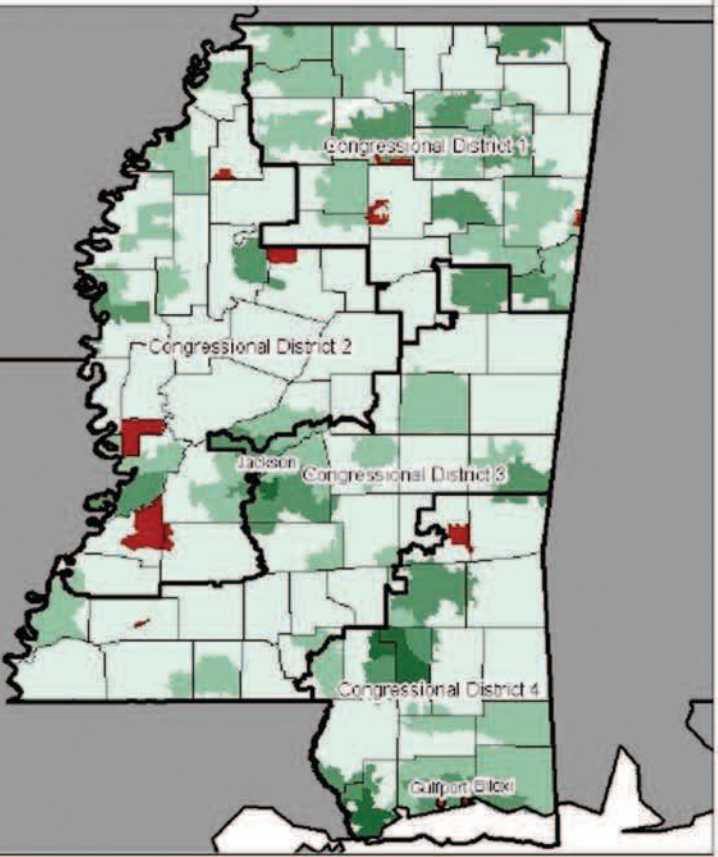 Congressional District 1
Congressional District 2
Jackson
Congressional District 3
Congressional District 4
Gulfport Biloxi